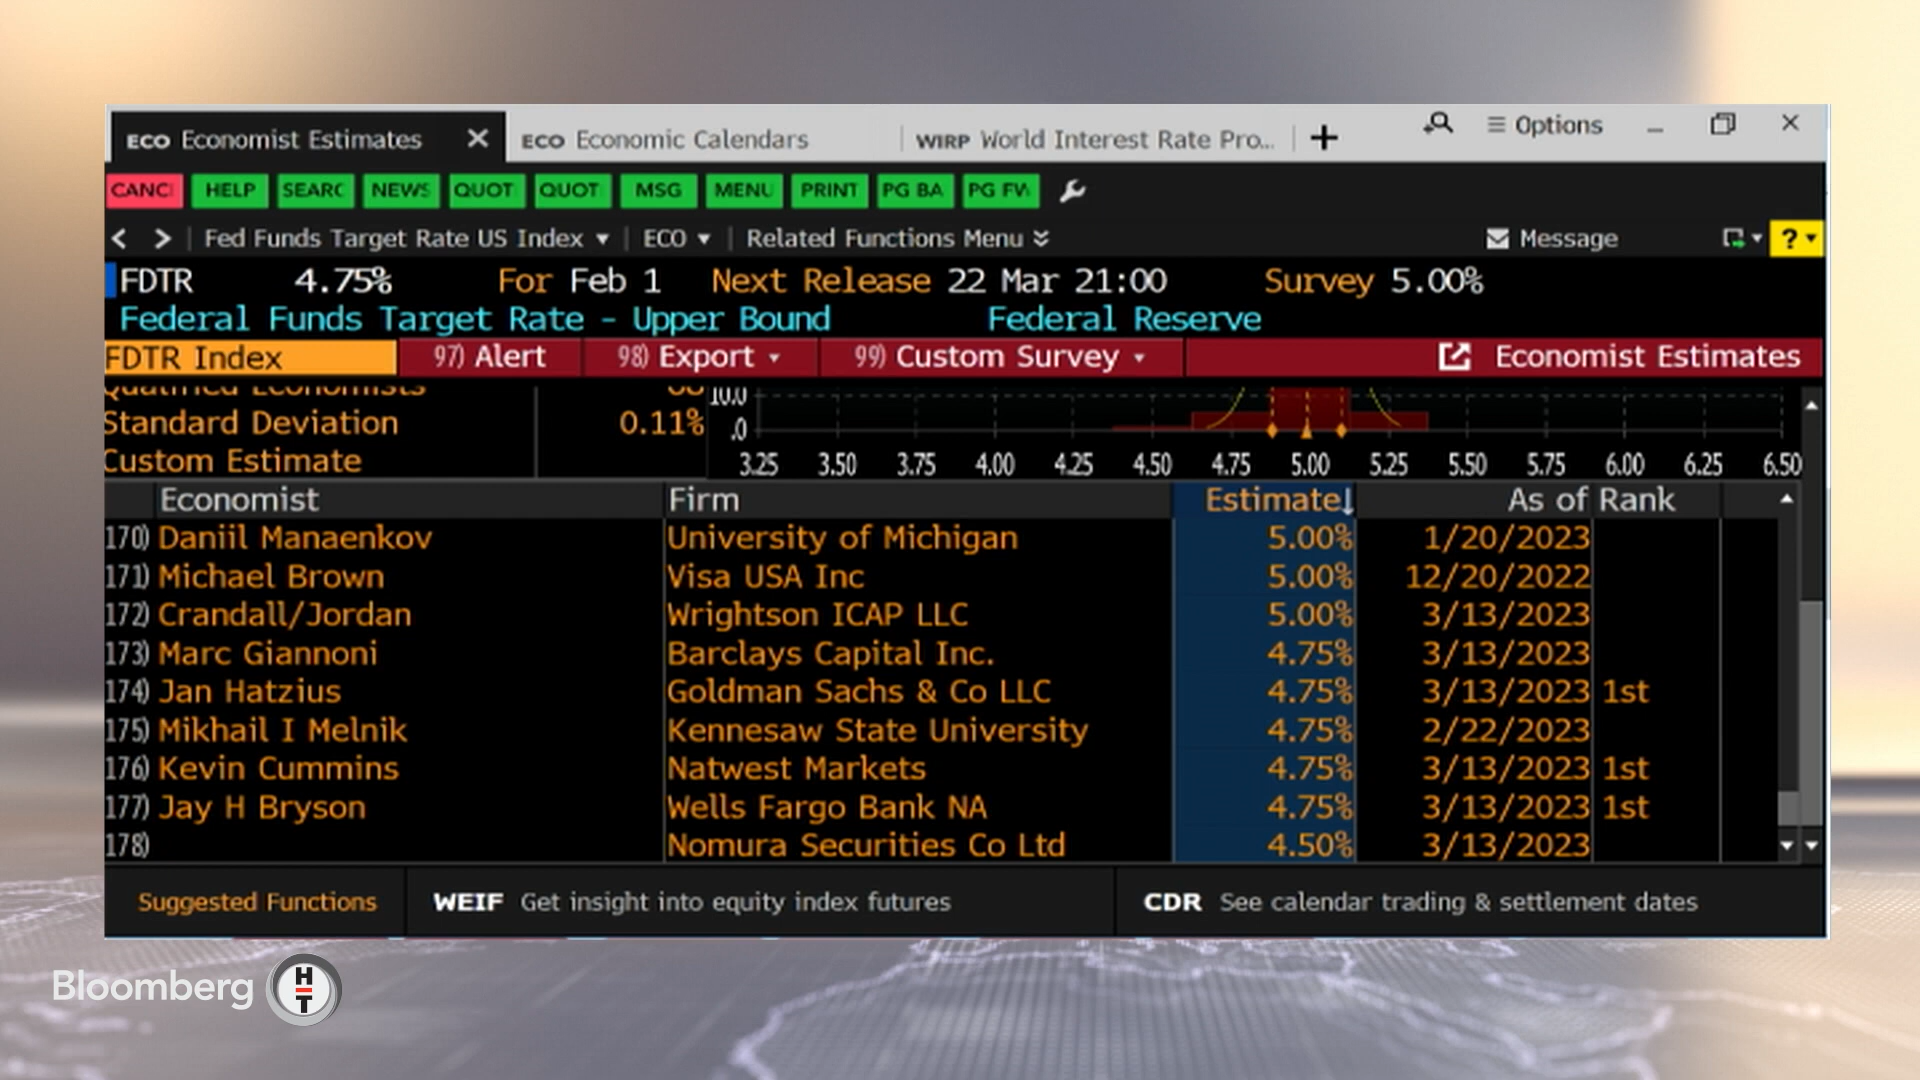 ECO Economist Estimates × ECO Economic Calendars WIRP World Interest Rate Pro... + Options
CANC HELP SEARC NEWS QUOT QUOT MSG MENU PRINT PG BA PG FW
< > Fed Funds Target Rate US Index ECO Related Functions Menu Message ?
FDTR 4.75% For Feb 1 Next Release 22 Mar 21:00 Survey 5.00%
Federal Funds Target Rate - Upper Bound Federal Reserve
FDTR Index 97) Alert 98) Export 99) Custom Survey Economist Estimates
Qualified Economists 10.0
Standard Deviation 0.11% .0
Custom Estimate 3.25 3.50 3.75 4.00 4.25 4.50 4.75 5.00 5.25 5.50 5.75 6.00 6.25 6.50
Economist Firm Estimate↓ As of Rank
170) Daniil Manaenkov University of Michigan 5.00% 1/20/2023
171) Michael Brown Visa USA Inc 5.00% 12/20/2022
172) Crandall/Jordan Wrightson ICAP LLC 5.00% 3/13/2023
173) Marc Giannoni Barclays Capital Inc. 4.75% 3/13/2023
174) Jan Hatzius Goldman Sachs & Co LLC 4.75% 3/13/2023 1st
175) Mikhail I Melnik Kennesaw State University 4.75% 2/22/2023
176) Kevin Cummins Natwest Markets 4.75% 3/13/2023 1st
177) Jay H Bryson Wells Fargo Bank NA 4.75% 3/13/2023 1st
178) Nomura Securities Co Ltd 4.50% 3/13/2023
Suggested Functions WEIF Get insight into equity index futures CDR See calendar trading & settlement dates
Bloomberg HT